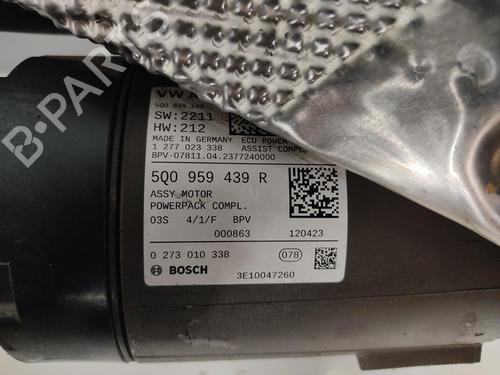 VW A
SW:2211
HW:212
MADE IN GERMANY ECU POWER
1 277 023 338 ASSIST COMPL
BPV-07811.04.2377240000
5Q0 959 439 R
ASSY MOTOR
POWERPACK COMPL.
03S 4/1/F BPV
000863 120423
0 273 010 338 078
BOSCH 3E10047260